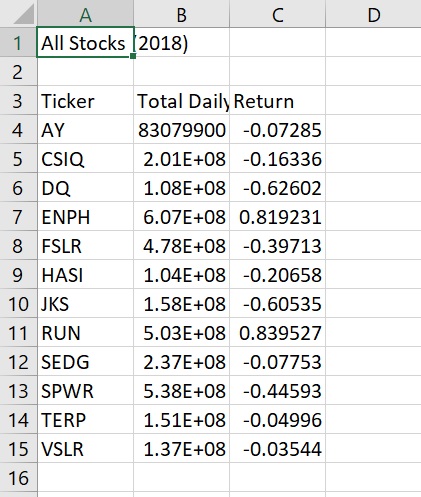 A B C D
1 All Stocks (2018)
2
3 Ticker Total Daily Return
4 AY 83079900 -0.07285
5 CSIQ 2.01E+08 -0.16336
6 DQ 1.08E+08 -0.62602
7 ENPH 6.07E+08 0.819231
8 FSLR 4.78E+08 -0.39713
9 HASI 1.04E+08 -0.20658
10 JKS 1.58E+08 -0.60535
11 RUN 5.03E+08 0.839527
12 SEDG 2.37E+08 -0.07753
13 SPWR 5.38E+08 -0.44593
14 TERP 1.51E+08 -0.04996
15 VSLR 1.37E+08 -0.03544
16